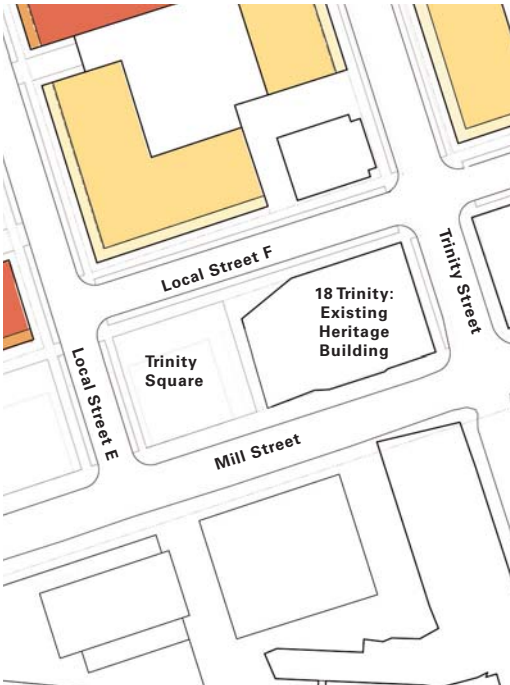 Local Street F
Trinity Street
18 Trinity:
Existing
Heritage
Building
Trinity
Square
Local Street E
Mill Street